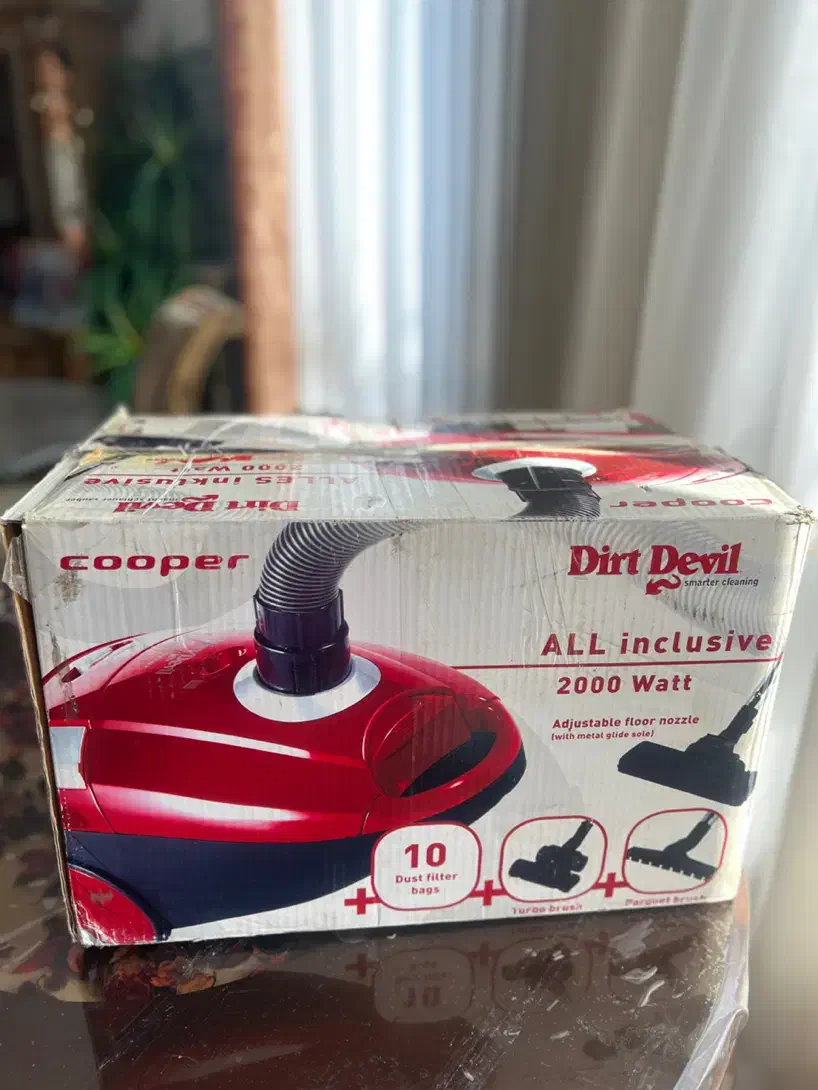 2000 Watt
ALLES inklusive
Dirt Devil
cooper
cooper
Dirt Devil
smarter cleaning
ALL inclusive
2000 Watt
Adjustable floor nozzle
(with metal glide sole)
10
Dust filter
bags
Turbo brush
Parquet brush